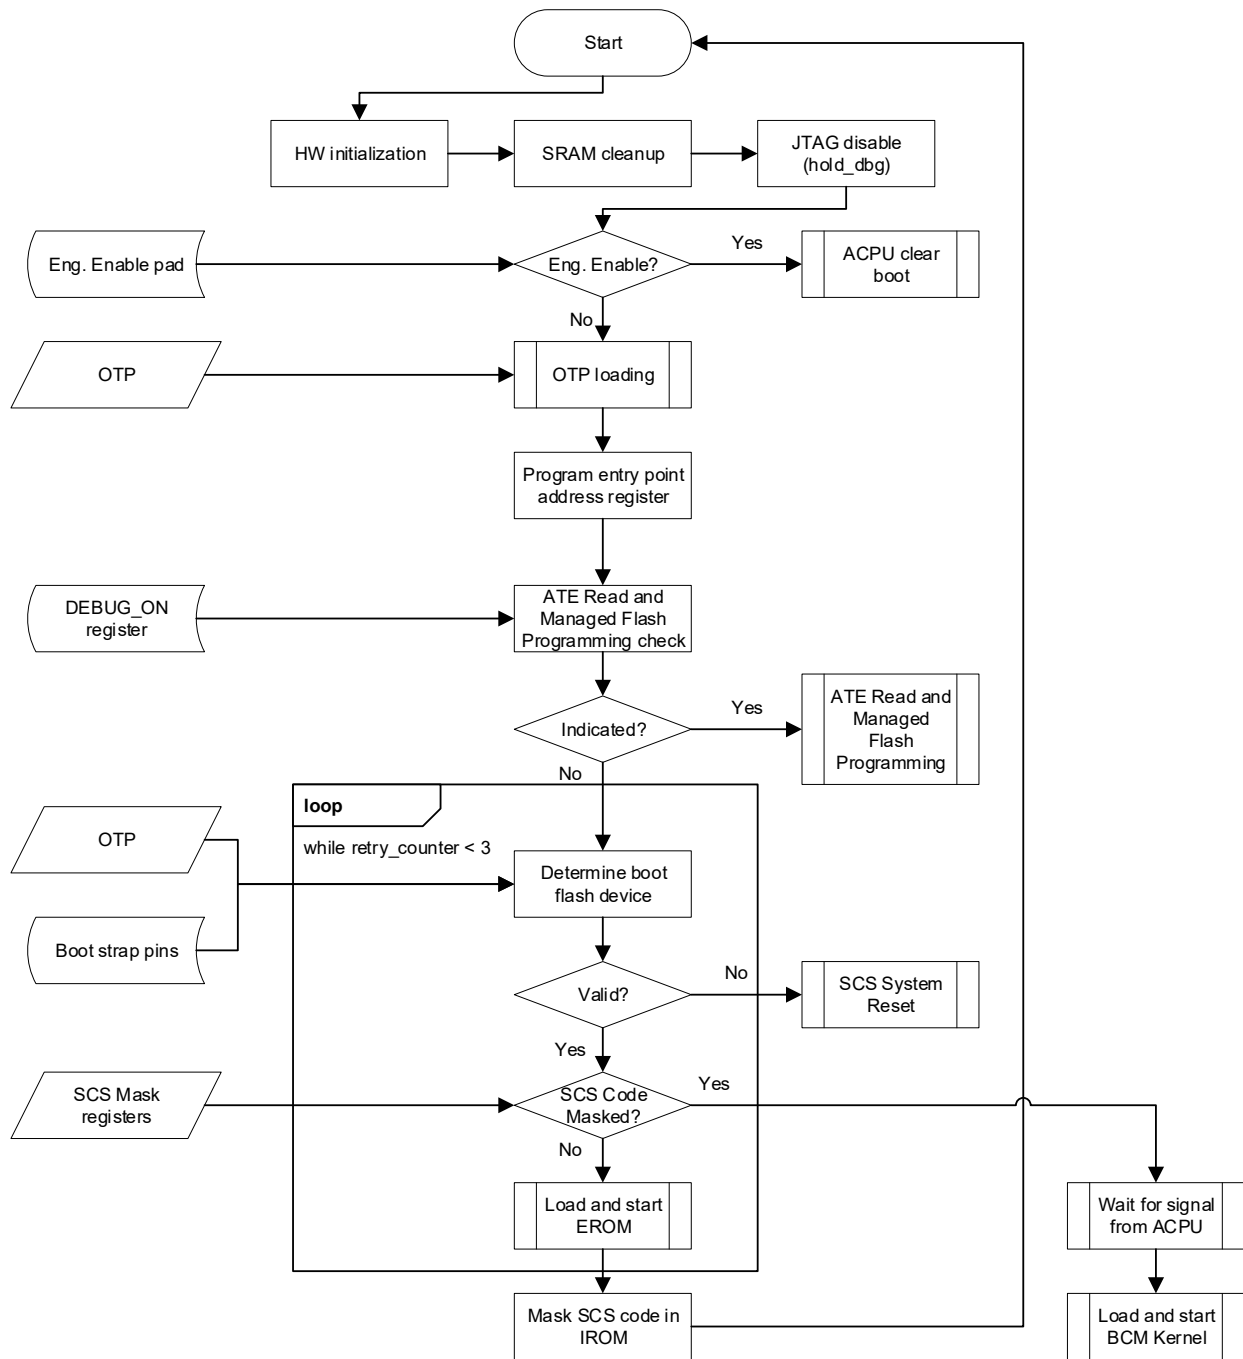 Start
HW initialization
SRAM cleanup
JTAG disable
(hold_dbg)
Eng. Enable pad
Eng. Enable?
Yes
ACPU clear
boot
No
OTP
OTP loading
Program entry point
address register
DEBUG_ON
register
ATE Read and
Managed Flash
Programming check
Indicated?
Yes
ATE Read and
Managed
Flash
Programming
No
loop
while retry_counter < 3
OTP
Boot strap pins
Determine boot
flash device
Valid?
No
SCS System
Reset
Yes
SCS Mask
registers
SCS Code
Masked?
Yes
No
Load and start
EROM
Wait for signal
from ACPU
Mask SCS code in
IROM
Load and start
BCM Kernel